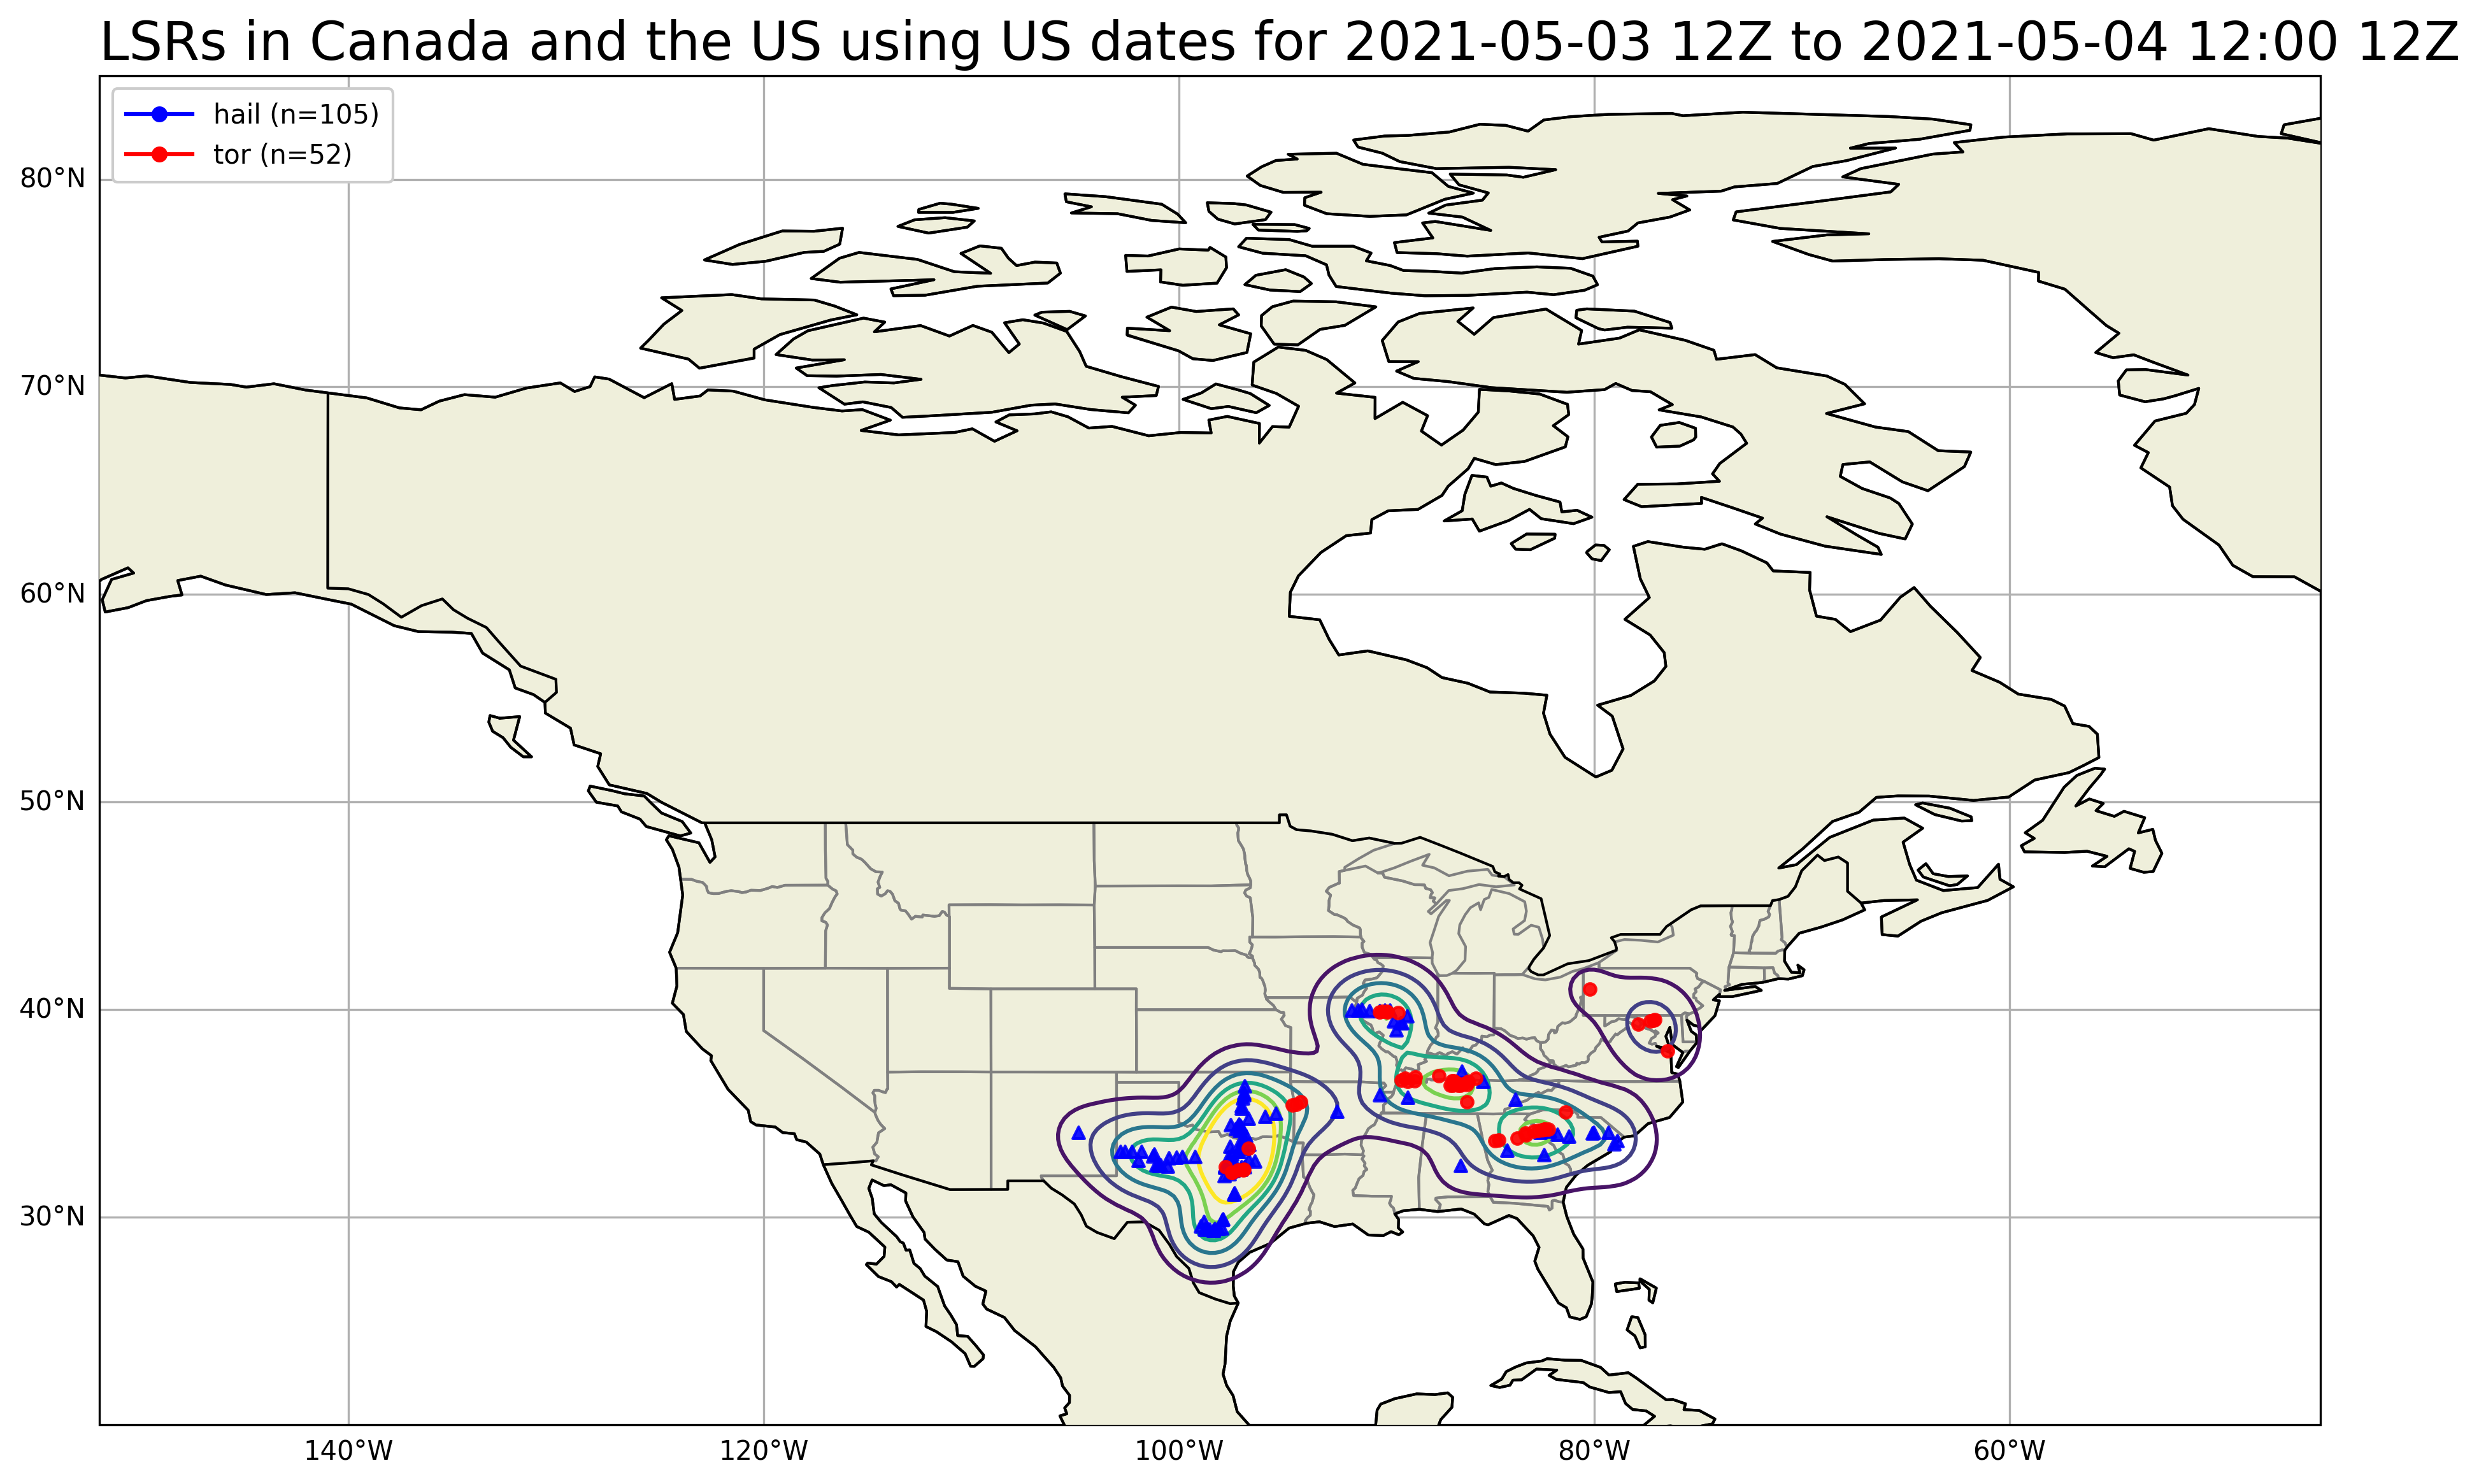 LSRs in Canada and the US using US dates for 2021-05-03 12Z to 2021-05-04 12:00 12Z
hail (n=105)
tor (n=52)
80°N
70°N
60°N
50°N
40°N
30°N
140°W
120°W
100°W
80°W
60°W